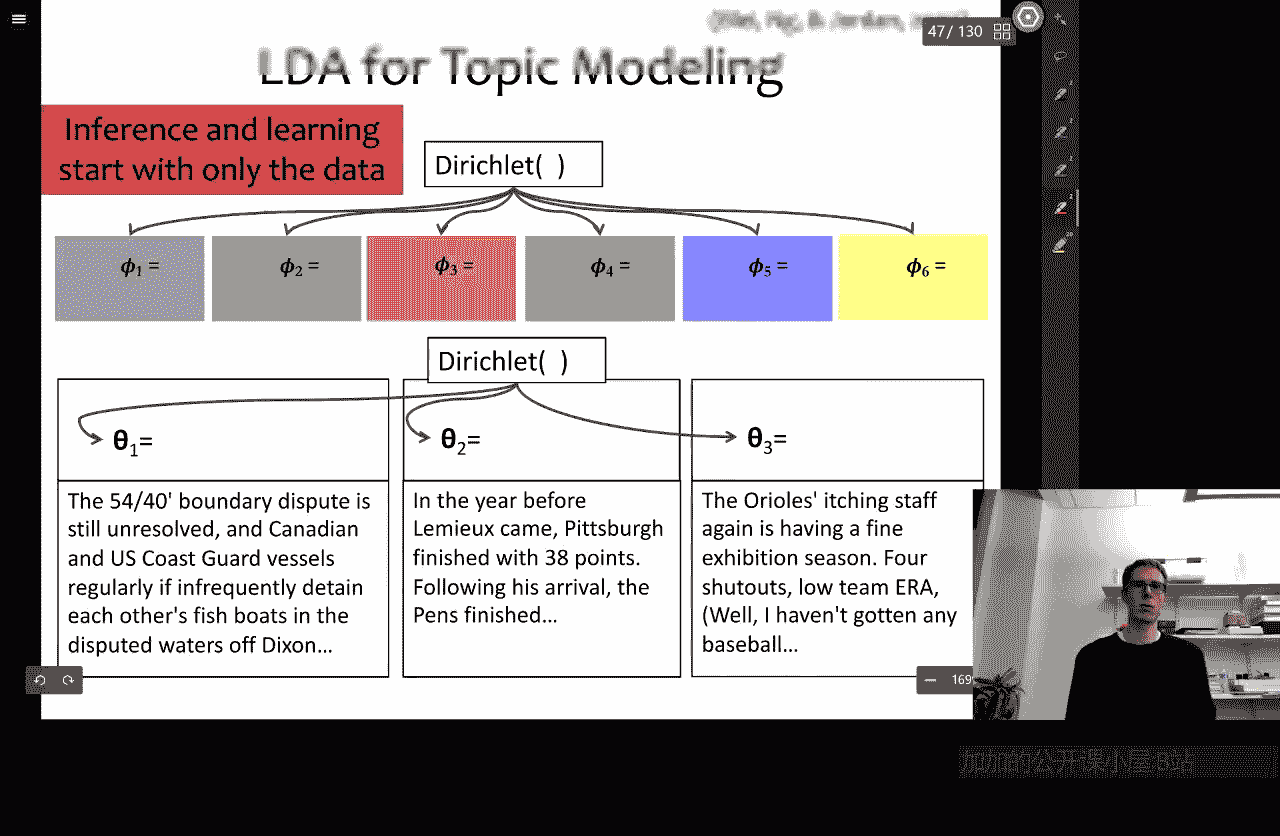 47 / 130
LDA for Topic Modeling
Inference and learning
start with only the data
Dirichlet( )
ϕ₁ =
ϕ₂ =
ϕ₃ =
ϕ₄ =
ϕ₅ =
ϕ₆ =
Dirichlet( )
θ₁=
θ₂=
θ₃=
The 54/40' boundary dispute is
still unresolved, and Canadian
and US Coast Guard vessels
regularly if infrequently detain
each other's fish boats in the
disputed waters off Dixon…
In the year before
Lemieux came, Pittsburgh
finished with 38 points.
Following his arrival, the
Pens finished…
The Orioles' itching staff
again is having a fine
exhibition season. Four
shutouts, low team ERA,
(Well, I haven't gotten any
baseball…
169
加加的公开课小屋 B站